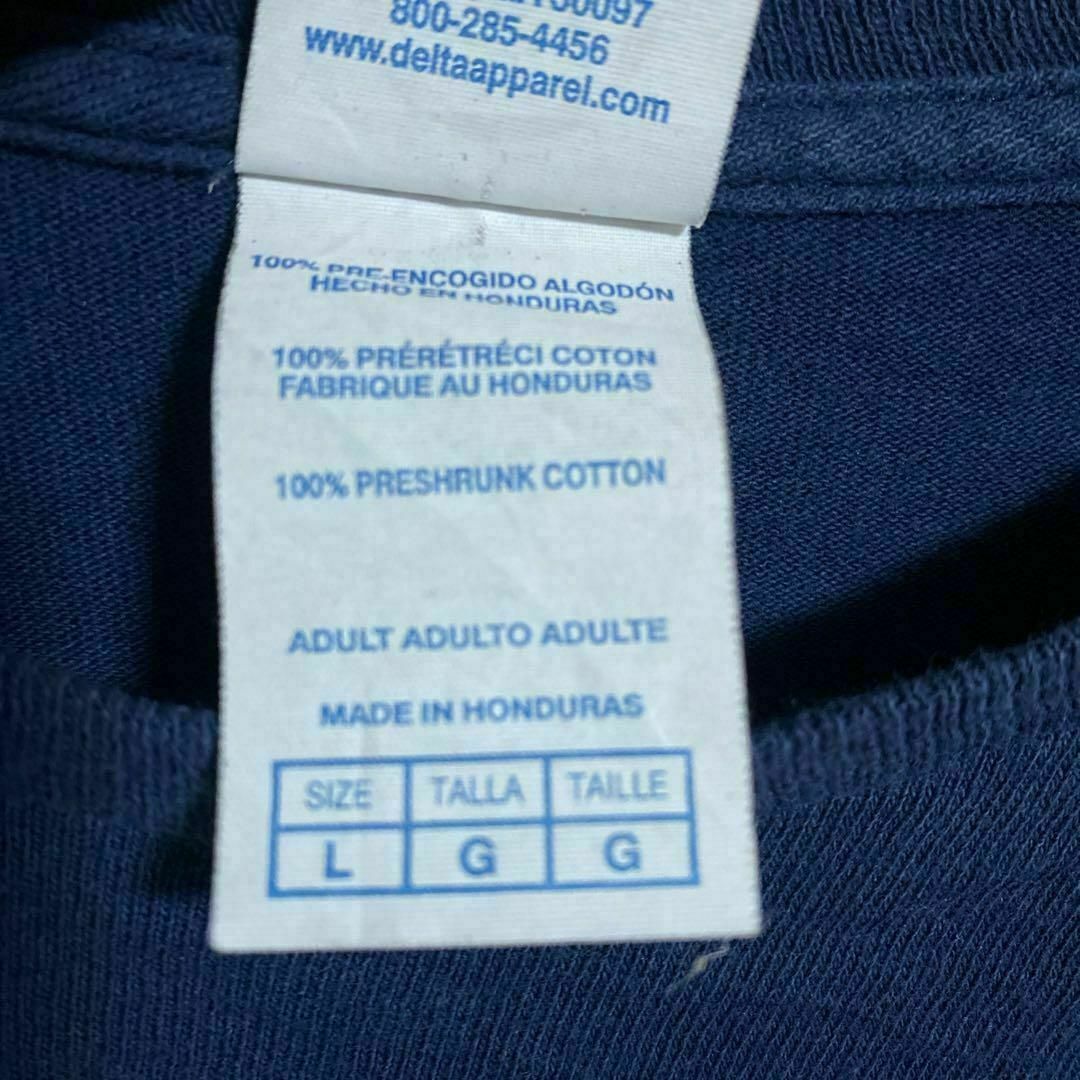 800-285-4456
www.deltaapparel.com
100% PRE-ENCOGIDO ALGODÓN
HECHO EN HONDURAS
100% PRÉRÉTRÉCI COTON
FABRIQUE AU HONDURAS
100% PRESHRUNK COTTON
ADULT ADULTO ADULTE
MADE IN HONDURAS
SIZE TALLA TAILLE
L G G